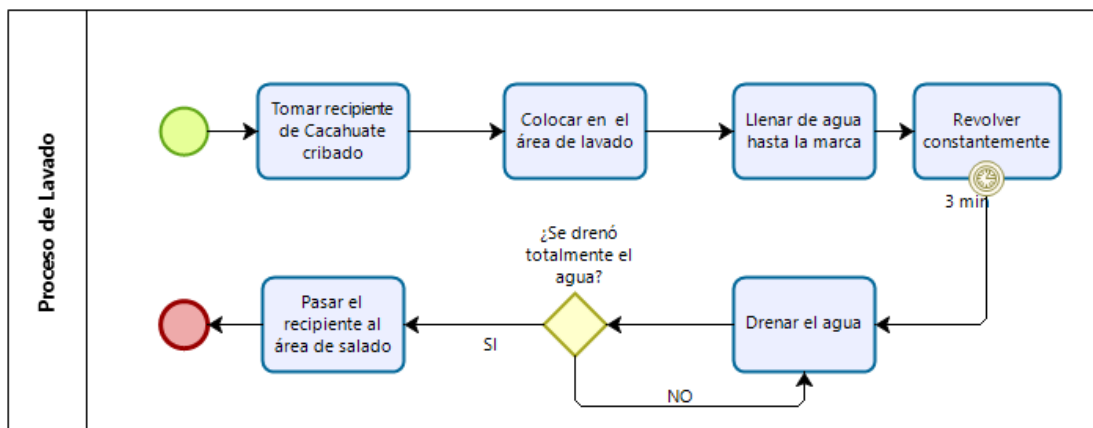 Proceso de Lavado
Tomar recipiente
de Cacahuate
cribado
Colocar en el
área de lavado
Llenar de agua
hasta la marca
Revolver
constantemente
3 min
Drenar el agua
¿Se drenó
totalmente el
agua?
SI
NO
Pasar el
recipiente al
área de salado